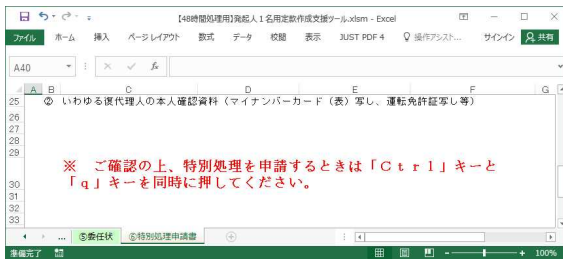 【48時間処理用】発起人1名用定款作成支援ツール.xlsm - Excel
ファイル ホーム 挿入 ページ レイアウト 数式 データ 校閲 表示 JUST PDF 4 操作アシスト... サインイン 共有
A40 fx
A B C D E F G
25 ② いわゆる復代理人の本人確認資料（マイナンバーカード（表）写し、運転免許証写し等）
26
27
28
29
※ ご確認の上、特別処理を申請するときは「Ｃｔｒｌ」キーと
30 「ｑ」キーを同時に押してください。
31
32
33
... ⑤委任状 ⑥特別処理申請書
準備完了 100%